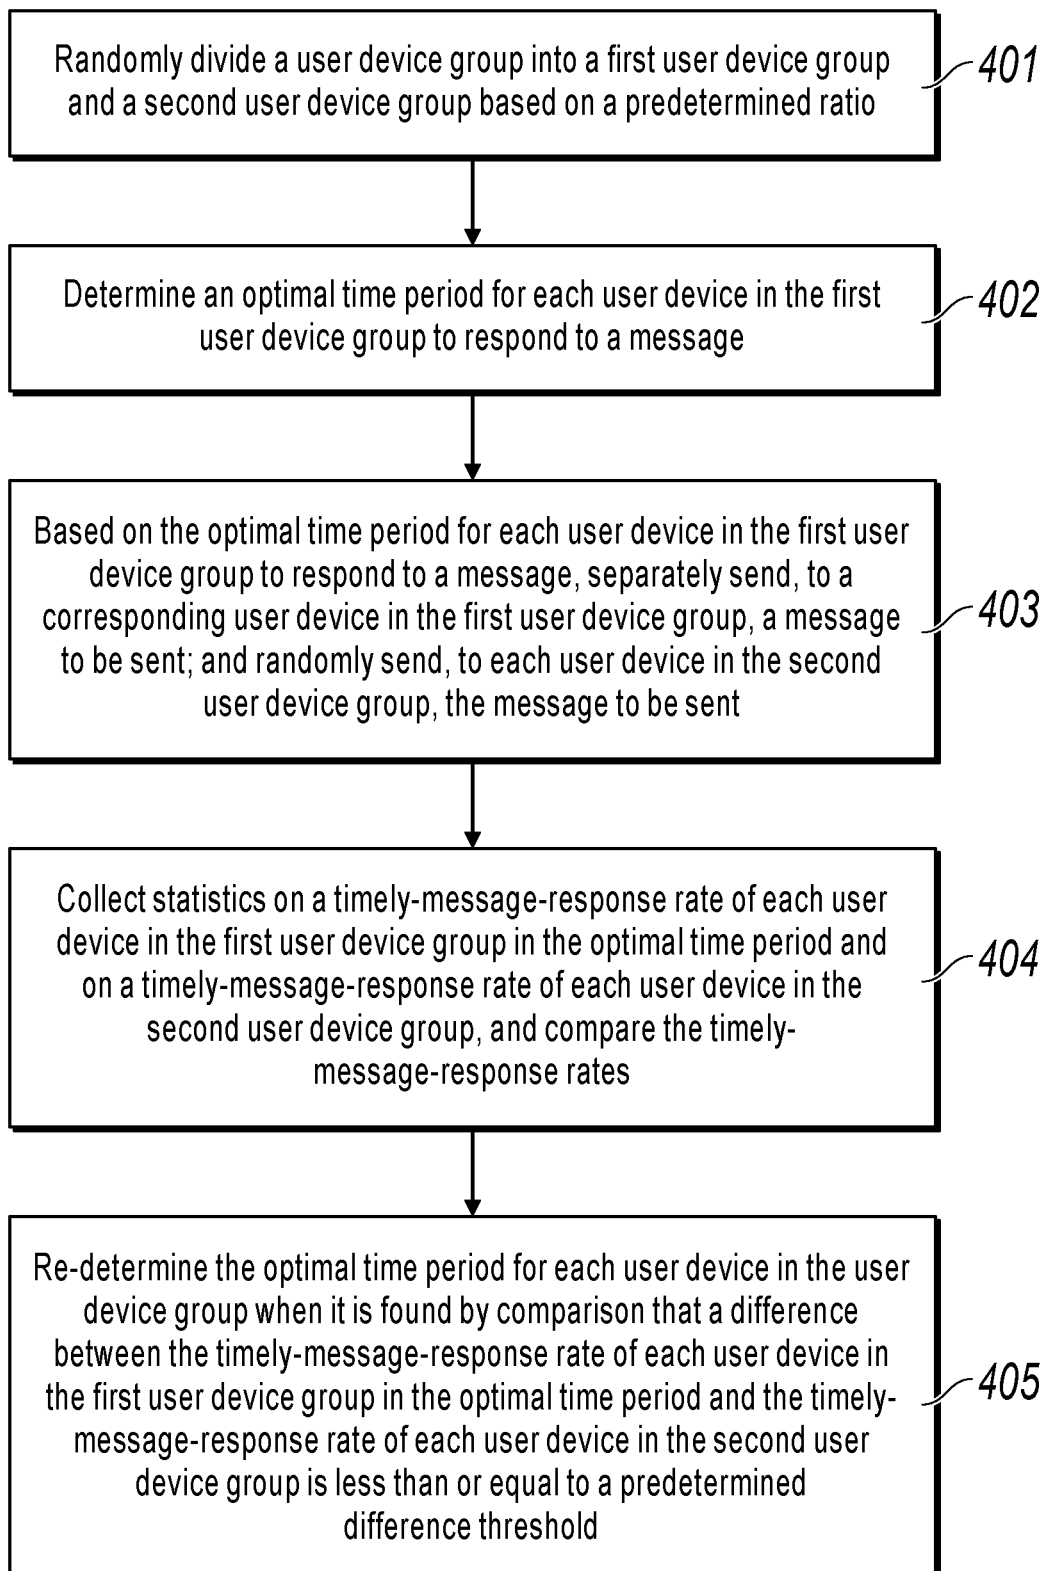 Randomly divide a user device group into a first user device group
and a second user device group based on a predetermined ratio
401
Determine an optimal time period for each user device in the first
user device group to respond to a message
402
Based on the optimal time period for each user device in the first user
device group to respond to a message, separately send, to a
corresponding user device in the first user device group, a message
to be sent; and randomly send, to each user device in the second
user device group, the message to be sent
403
Collect statistics on a timely-message-response rate of each user
device in the first user device group in the optimal time period and
on a timely-message-response rate of each user device in the
second user device group, and compare the timely-
message-response rates
404
Re-determine the optimal time period for each user device in the user
device group when it is found by comparison that a difference
between the timely-message-response rate of each user device in
the first user device group in the optimal time period and the timely-
message-response rate of each user device in the second user
device group is less than or equal to a predetermined
difference threshold
405